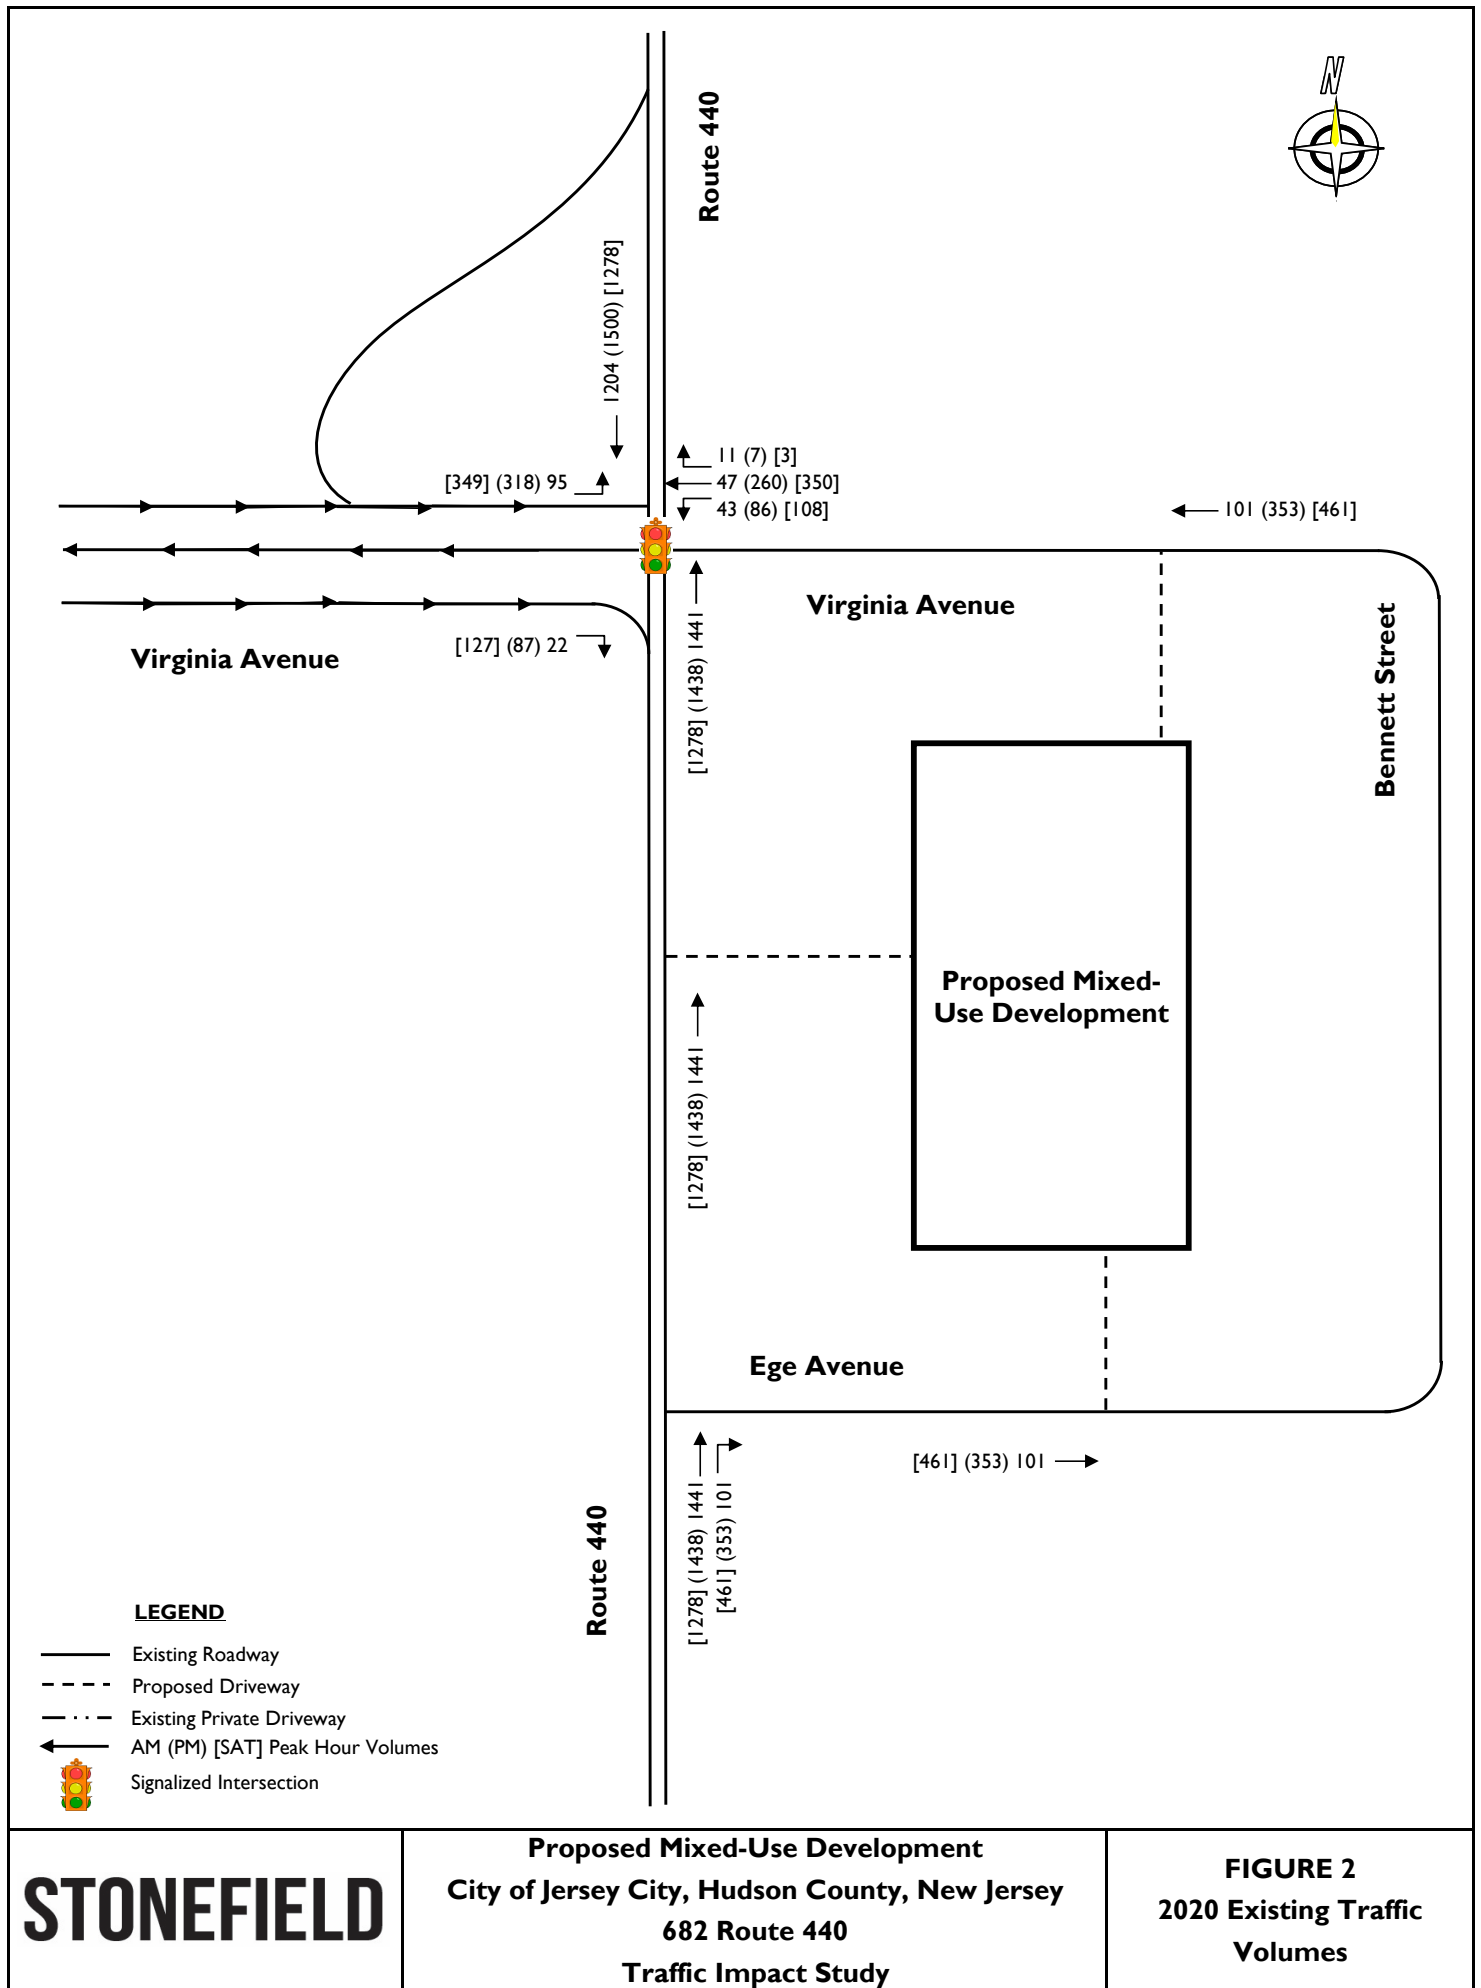 N
Route 440
1204 (1500) [1278]
11 (7) [3]
[349] (318) 95
47 (260) [350]
43 (86) [108]
101 (353) [461]
Virginia Avenue
[127] (87) 22
Virginia Avenue
[1278] (1438) 1441
Bennett Street
Proposed Mixed-
Use Development
[1278] (1438) 1441
Ege Avenue
[461] (353) 101
[1278] (1438) 1441
[461] (353) 101
Route 440
LEGEND
Existing Roadway
Proposed Driveway
Existing Private Driveway
AM (PM) [SAT] Peak Hour Volumes
Signalized Intersection
STONEFIELD
Proposed Mixed-Use Development
City of Jersey City, Hudson County, New Jersey
682 Route 440
Traffic Impact Study
FIGURE 2
2020 Existing Traffic
Volumes